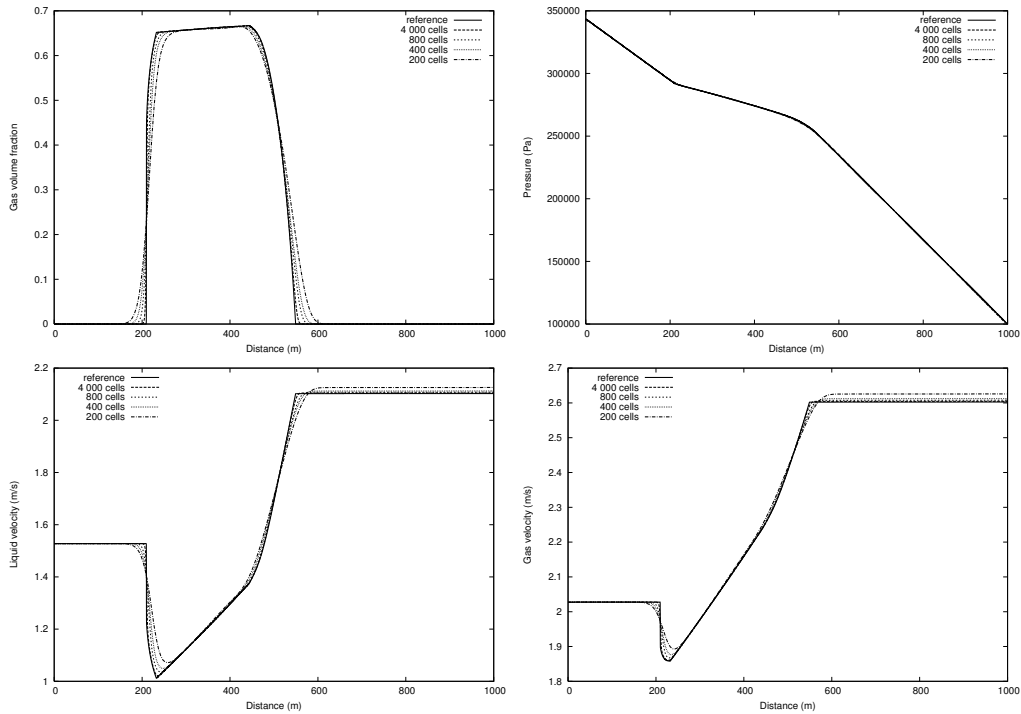 0.7
0.6
0.5
0.4
0.3
0.2
0.1
0
Gas volume fraction
0 200 400 600 800 1000
Distance (m)
reference
4 000 cells
800 cells
400 cells
200 cells
350000
300000
250000
200000
150000
100000
Pressure (Pa)
0 200 400 600 800 1000
Distance (m)
reference
4 000 cells
800 cells
400 cells
200 cells
2.2
2
1.8
1.6
1.4
1.2
1
Liquid velocity (m/s)
0 200 400 600 800 1000
Distance (m)
reference
4 000 cells
800 cells
400 cells
200 cells
2.7
2.6
2.5
2.4
2.3
2.2
2.1
2
1.9
1.8
Gas velocity (m/s)
0 200 400 600 800 1000
Distance (m)
reference
4 000 cells
800 cells
400 cells
200 cells